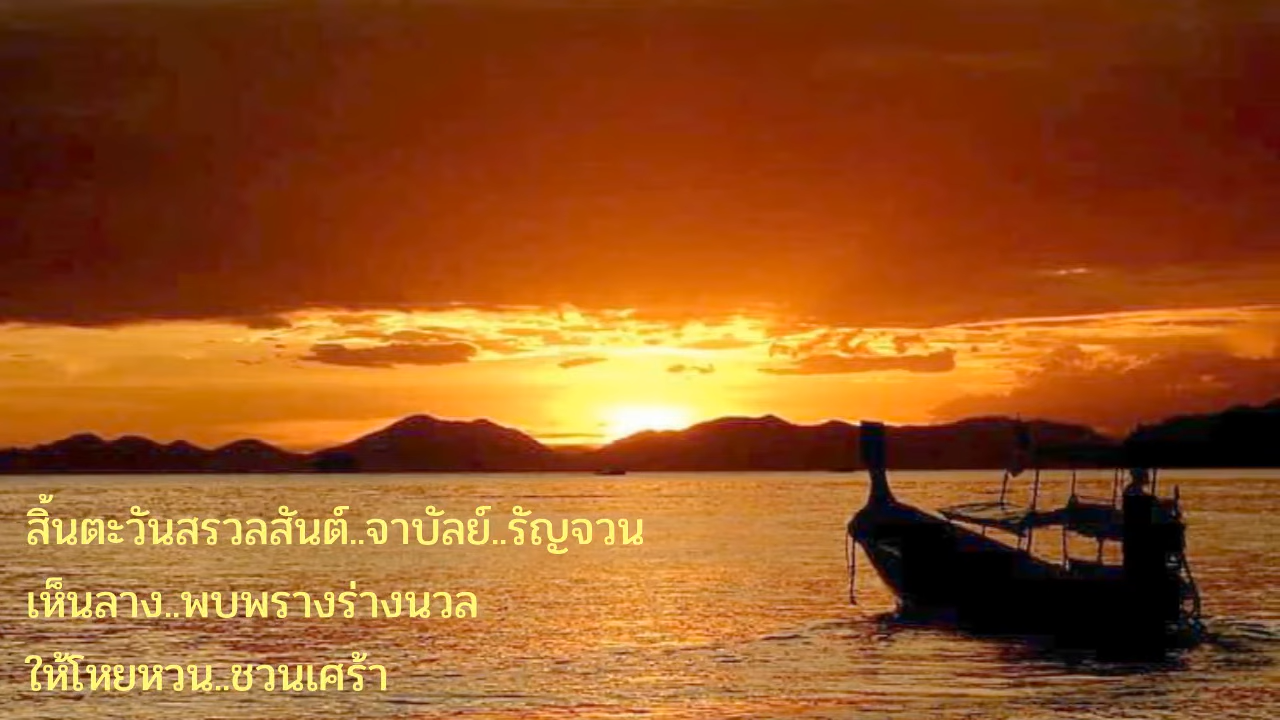 สิ้นตะวันสรวลสันต์..จาบัลย์..รัญจวน
เห็นลาง..พบพรางร่างนวล
ให้โหยหวน..ชวนเศร้า